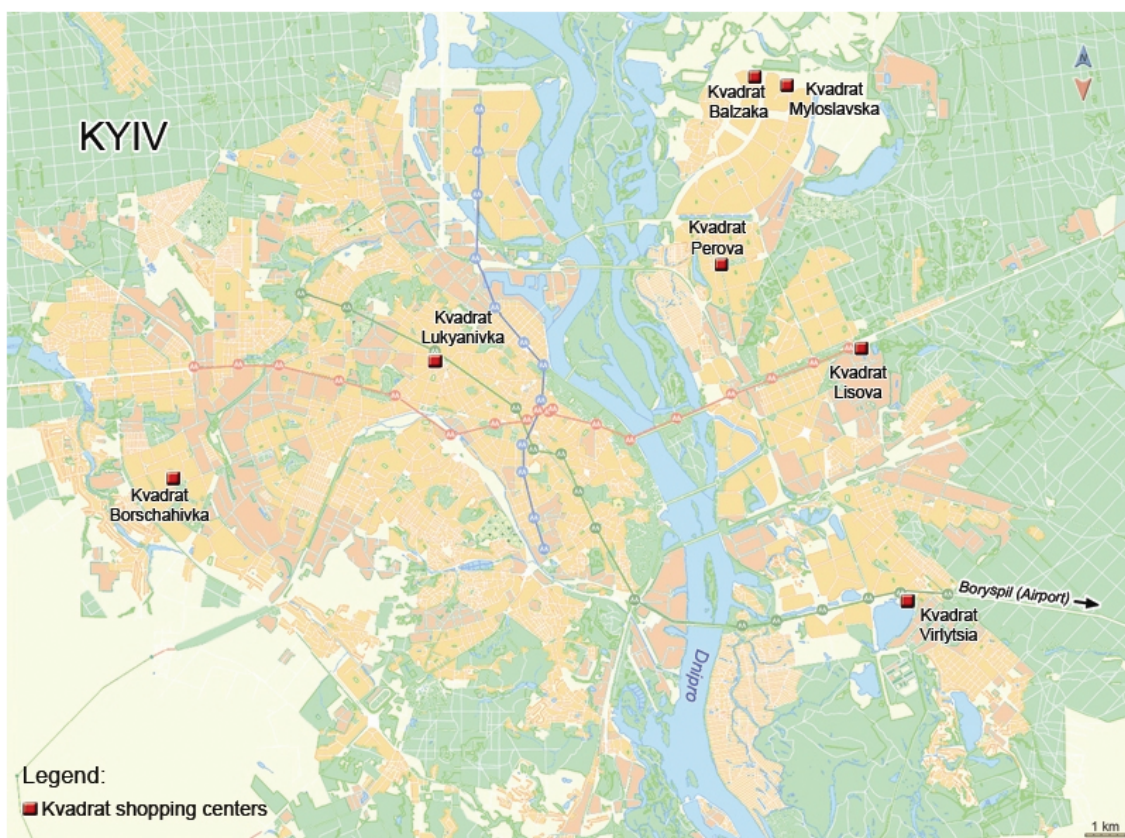 KYIV
N
Kvadrat
Balzaka
Kvadrat
Myloslavska
Kvadrat
Perova
Kvadrat
Lukyanivka
Kvadrat
Lisova
Kvadrat
Borschahivka
Boryspil (Airport)
Kvadrat
Virlytsia
Dnipro
Legend:
Kvadrat shopping centers
1 km